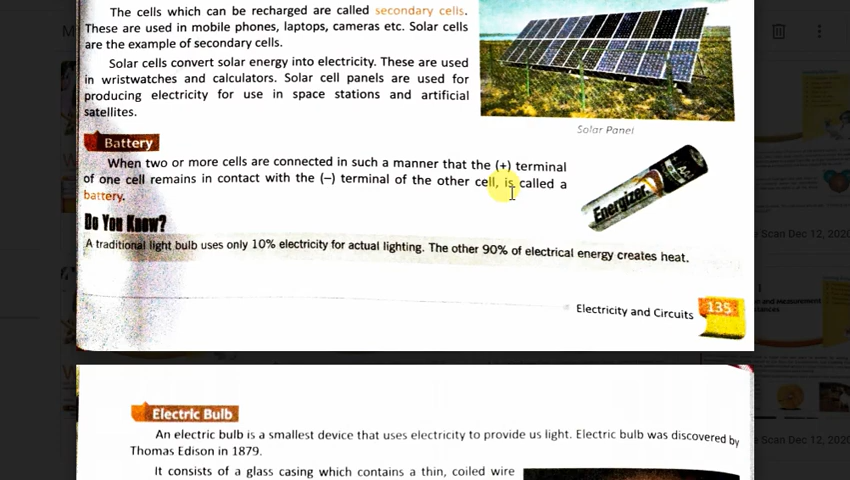 The cells which can be recharged are called secondary cells.
These are used in mobile phones, laptops, cameras etc. Solar cells
are the example of secondary cells.
Solar cells convert solar energy into electricity. These are used
in wristwatches and calculators. Solar cell panels are used for
producing electricity for use in space stations and artificial
satellites.
Solar Panel
Battery
When two or more cells are connected in such a manner that the (+) terminal
of one cell remains in contact with the (−) terminal of the other cell, is called a
battery.
Energizer
Do You Know?
A traditional light bulb uses only 10% electricity for actual lighting. The other 90% of electrical energy creates heat.
Electricity and Circuits
135
Electric Bulb
An electric bulb is a smallest device that uses electricity to provide us light. Electric bulb was discovered by
Thomas Edison in 1879.
It consists of a glass casing which contains a thin, coiled wire
Scan Dec 12, 2020
Scan Dec 12, 2020